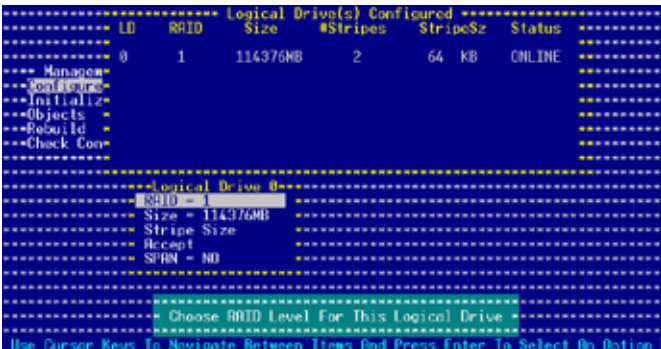 Logical Drive(s) Configured
LD RAID Size #Stripes StripeSz Status
0 1 114376MB 2 64 KB ONLINE
Managem
Configure
Initializ
Objects
Rebuild
Check Con
Logical Drive 0
RAID = 1
Size = 114376MB
Stripe Size
Accept
SPAN = NO
Choose RAID Level For This Logical Drive
Use Cursor Keys To Navigate Between Items And Press Enter To Select An Option